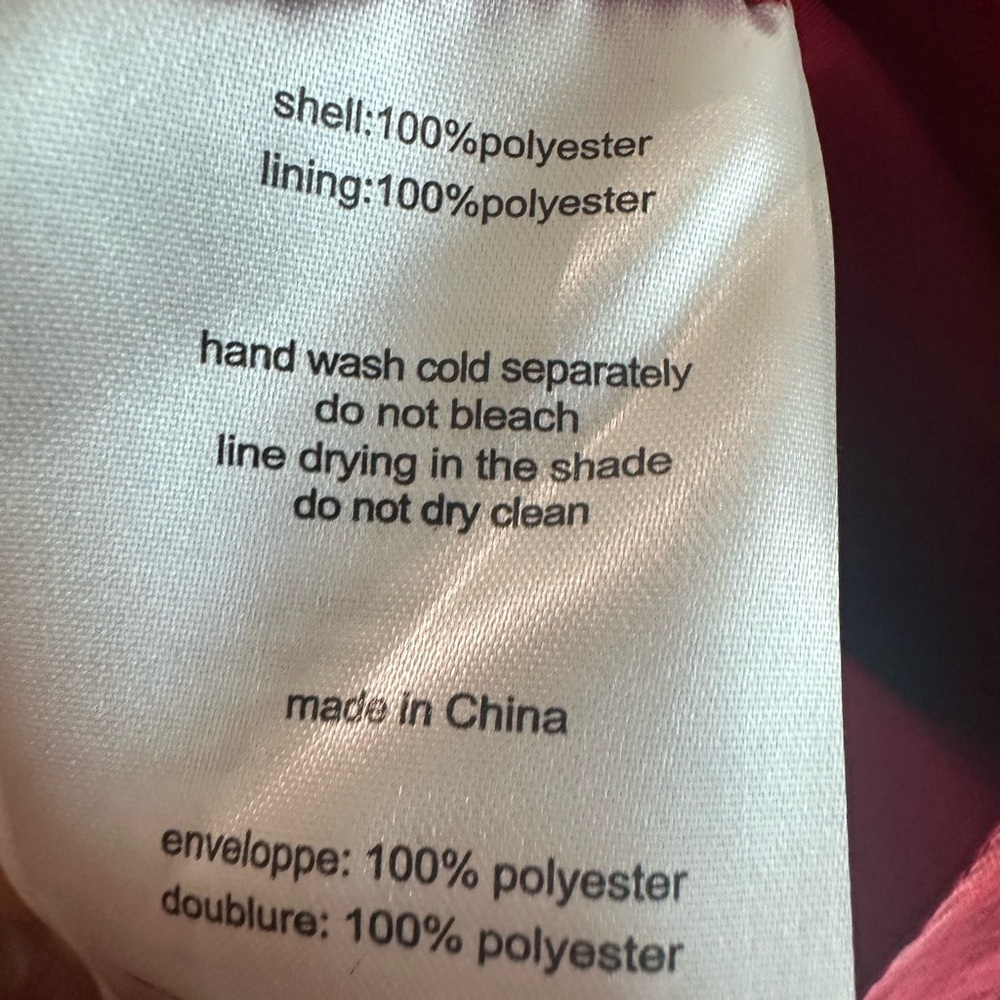 shell:100%polyester
lining:100%polyester
hand wash cold separately
do not bleach
line drying in the shade
do not dry clean
made in China
enveloppe: 100% polyester
doublure: 100% polyester